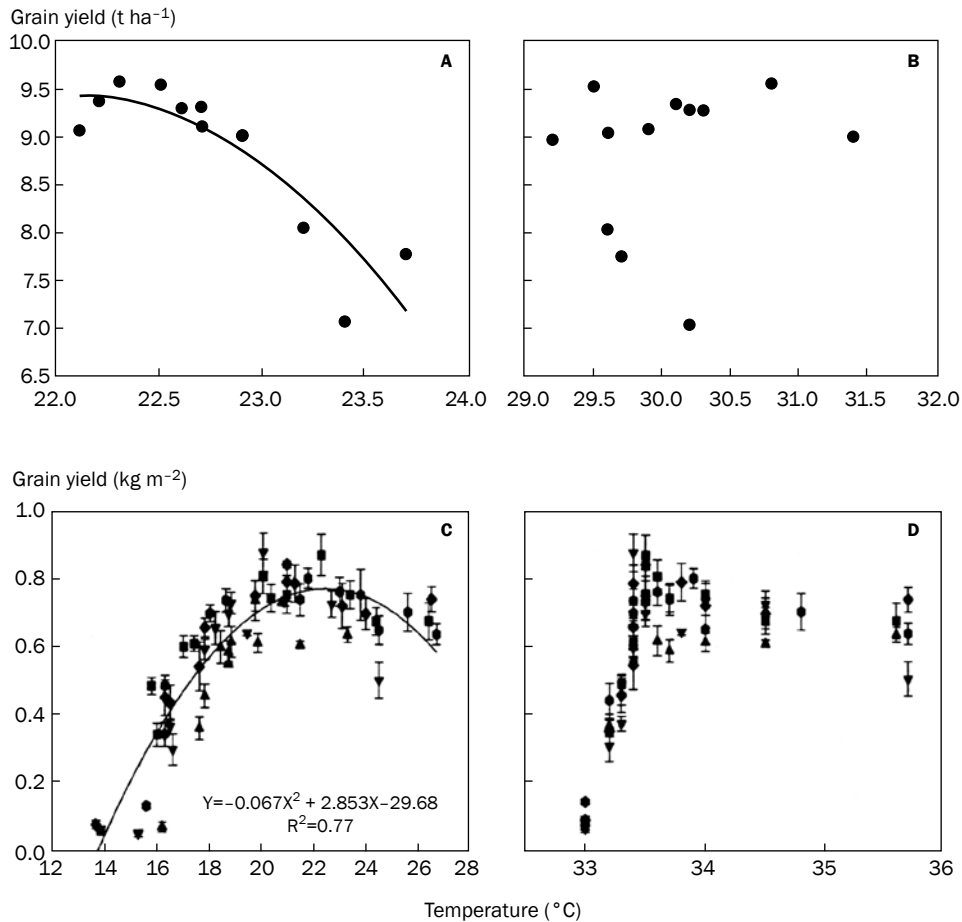 Grain yield (t ha⁻¹)
10.0
A
B
9.5
9.0
8.5
8.0
7.5
7.0
6.5
22.0 22.5 23.0 23.5 24.0 29.0 29.5 30.0 30.5 31.0 31.5 32.0
Grain yield (kg m⁻²)
1.0
C
D
0.8
0.6
0.4
0.2
Y=−0.067X² + 2.853X−29.68
R²=0.77
0.0
12 14 16 18 20 22 24 26 28 33 34 35 36
Temperature (°C)